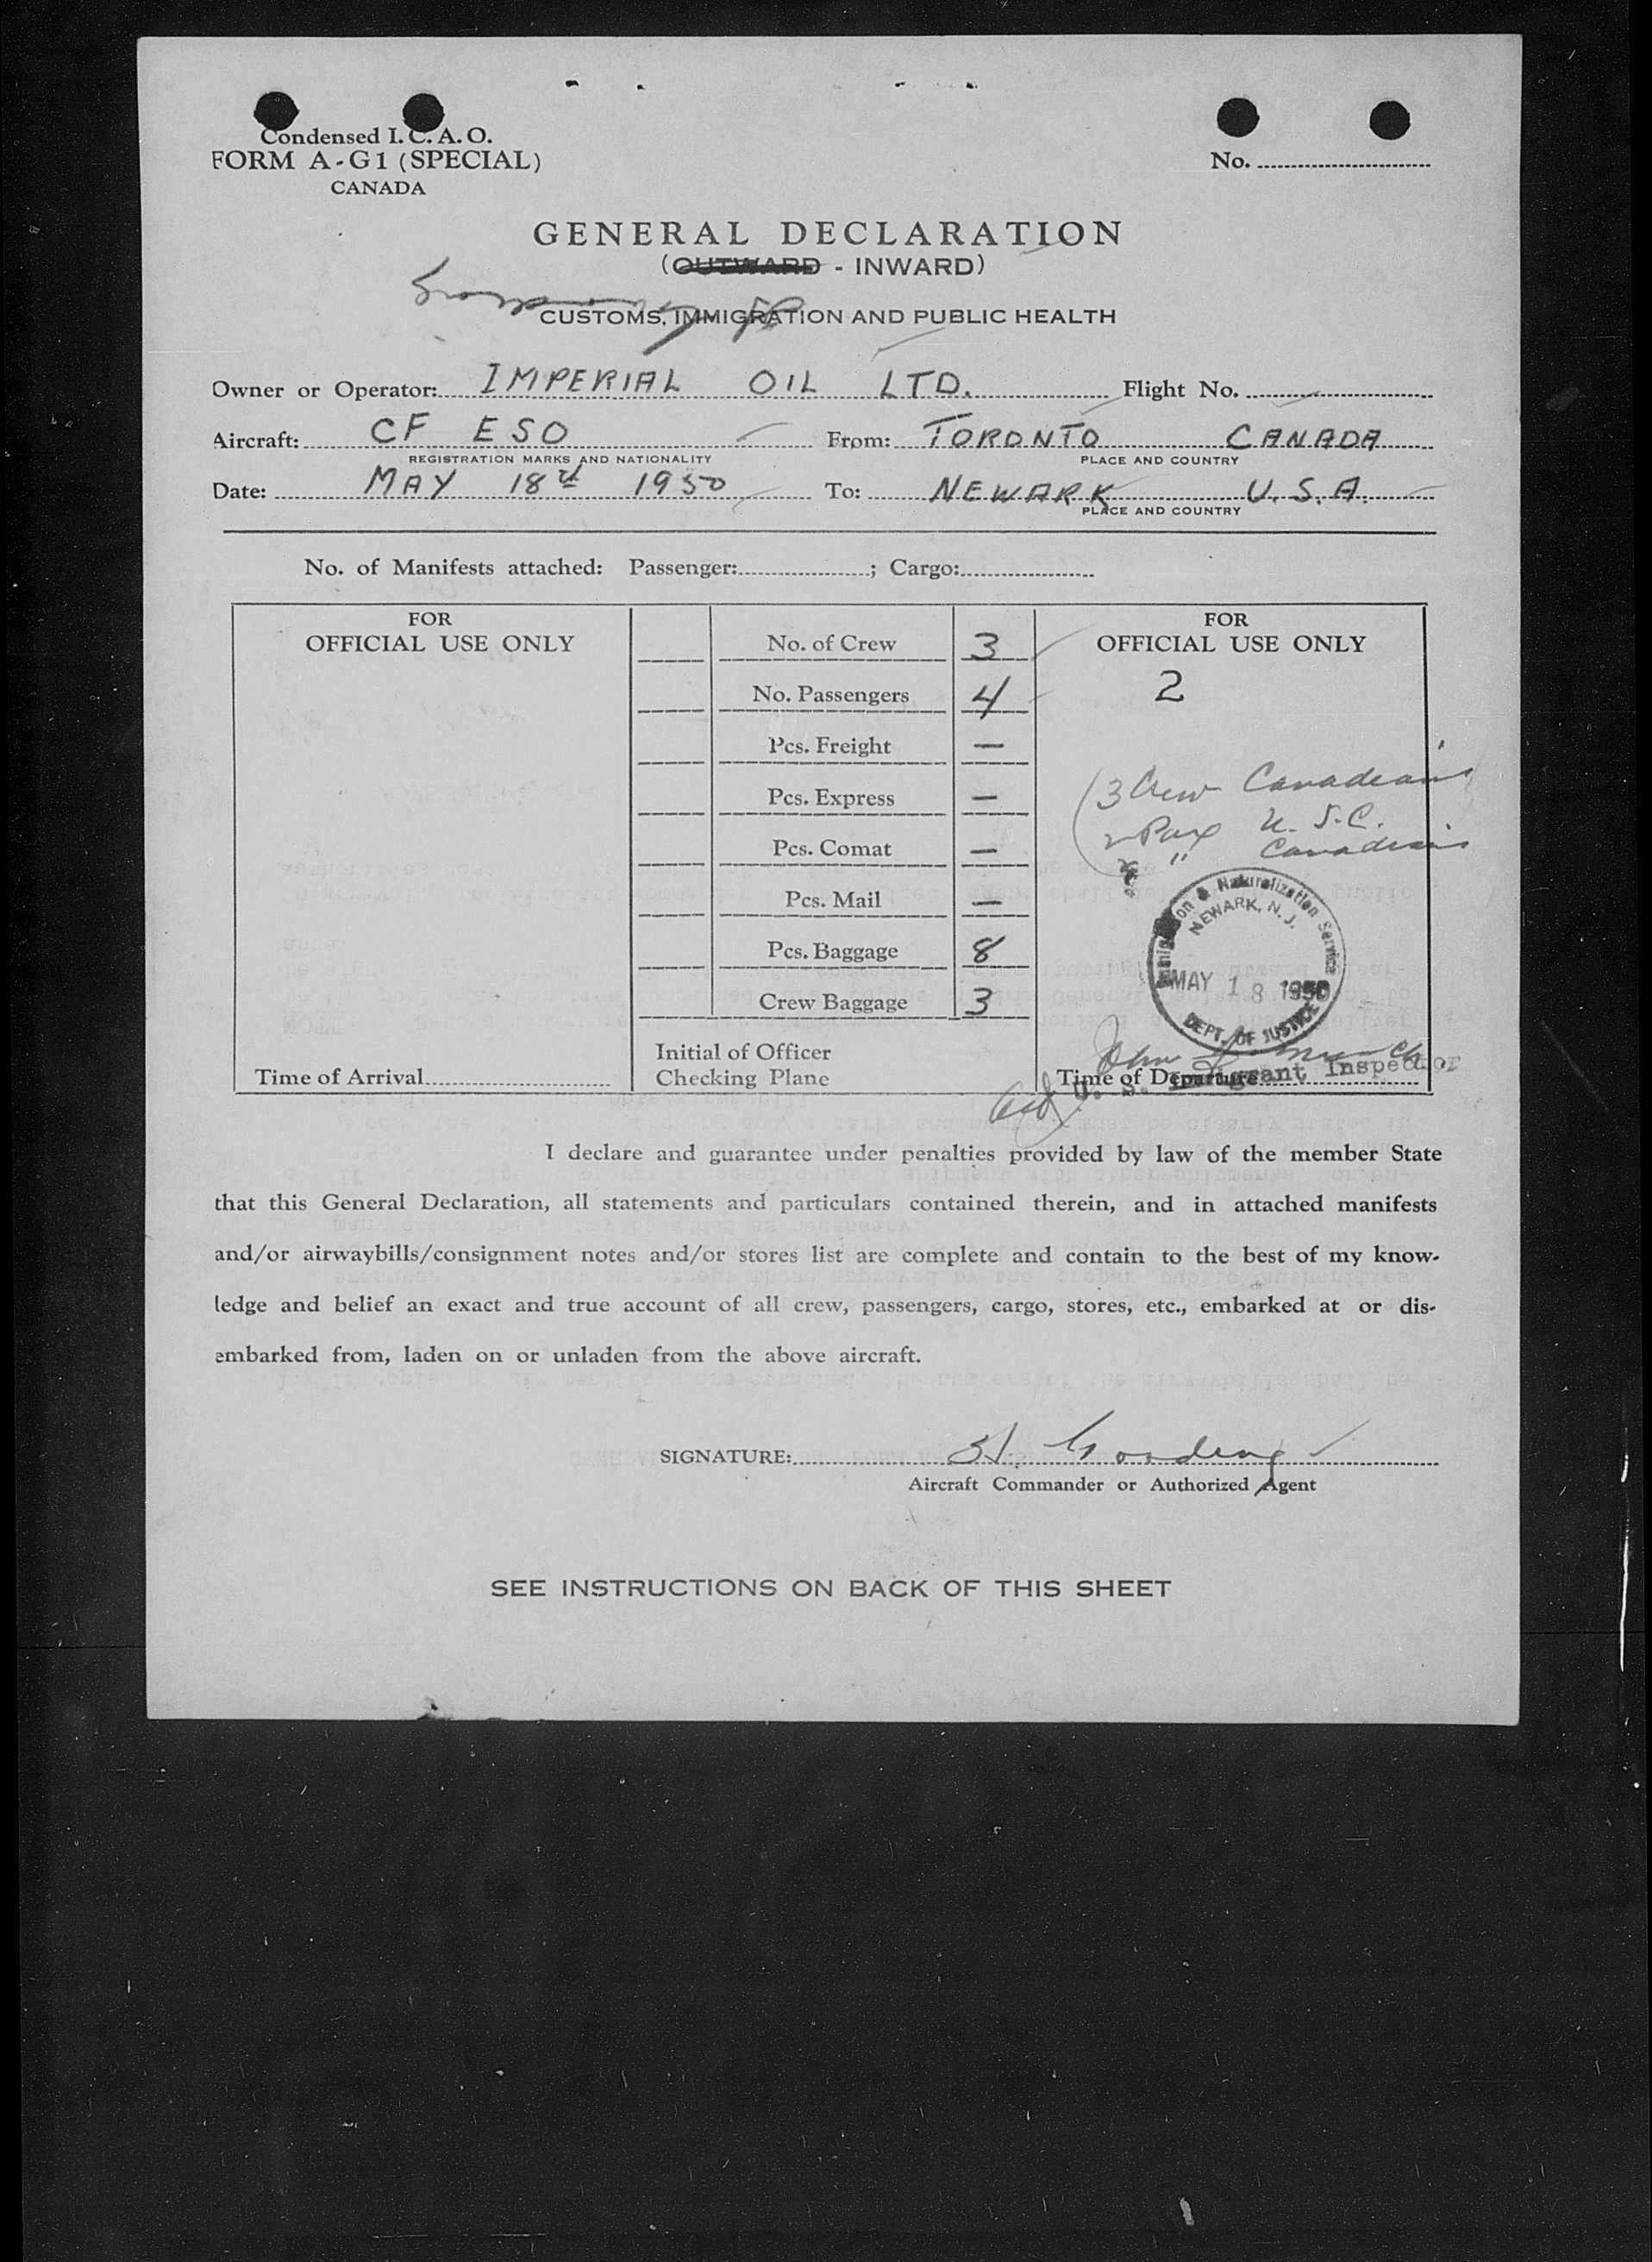 Condensed I. C. A. O.
FORM A-G1 (SPECIAL)
CANADA
No.
GENERAL DECLARATION
(OUTWARD - INWARD)
CUSTOMS, IMMIGRATION AND PUBLIC HEALTH
Owner or Operator: IMPERIAL OIL LTD. Flight No.
Aircraft: CF ESO From: TORONTO CANADA
REGISTRATION MARKS AND NATIONALITY PLACE AND COUNTRY
Date: MAY 18th 1950 To: NEWARK U.S.A.
PLACE AND COUNTRY
No. of Manifests attached: Passenger: ; Cargo:
FOR
OFFICIAL USE ONLY
Time of Arrival
No. of Crew 3
No. Passengers 4
Pcs. Freight —
Pcs. Express —
Pcs. Comat —
Pcs. Mail —
Pcs. Baggage 8
Crew Baggage 3
Initial of Officer
Checking Plane
FOR
OFFICIAL USE ONLY
2
3 Crew Canadians
2 Pax U.S.C.
" Canadians
Immigration & Naturalization Service
NEWARK, N. J.
MAY 18 1950
DEPT. OF JUSTICE
John
Time of Departure
U. S. Immigrant Inspector
I declare and guarantee under penalties provided by law of the member State
that this General Declaration, all statements and particulars contained therein, and in attached manifests
and/or airwaybills/consignment notes and/or stores list are complete and contain to the best of my know-
ledge and belief an exact and true account of all crew, passengers, cargo, stores, etc., embarked at or dis-
embarked from, laden on or unladen from the above aircraft.
SIGNATURE:
Aircraft Commander or Authorized Agent
SEE INSTRUCTIONS ON BACK OF THIS SHEET